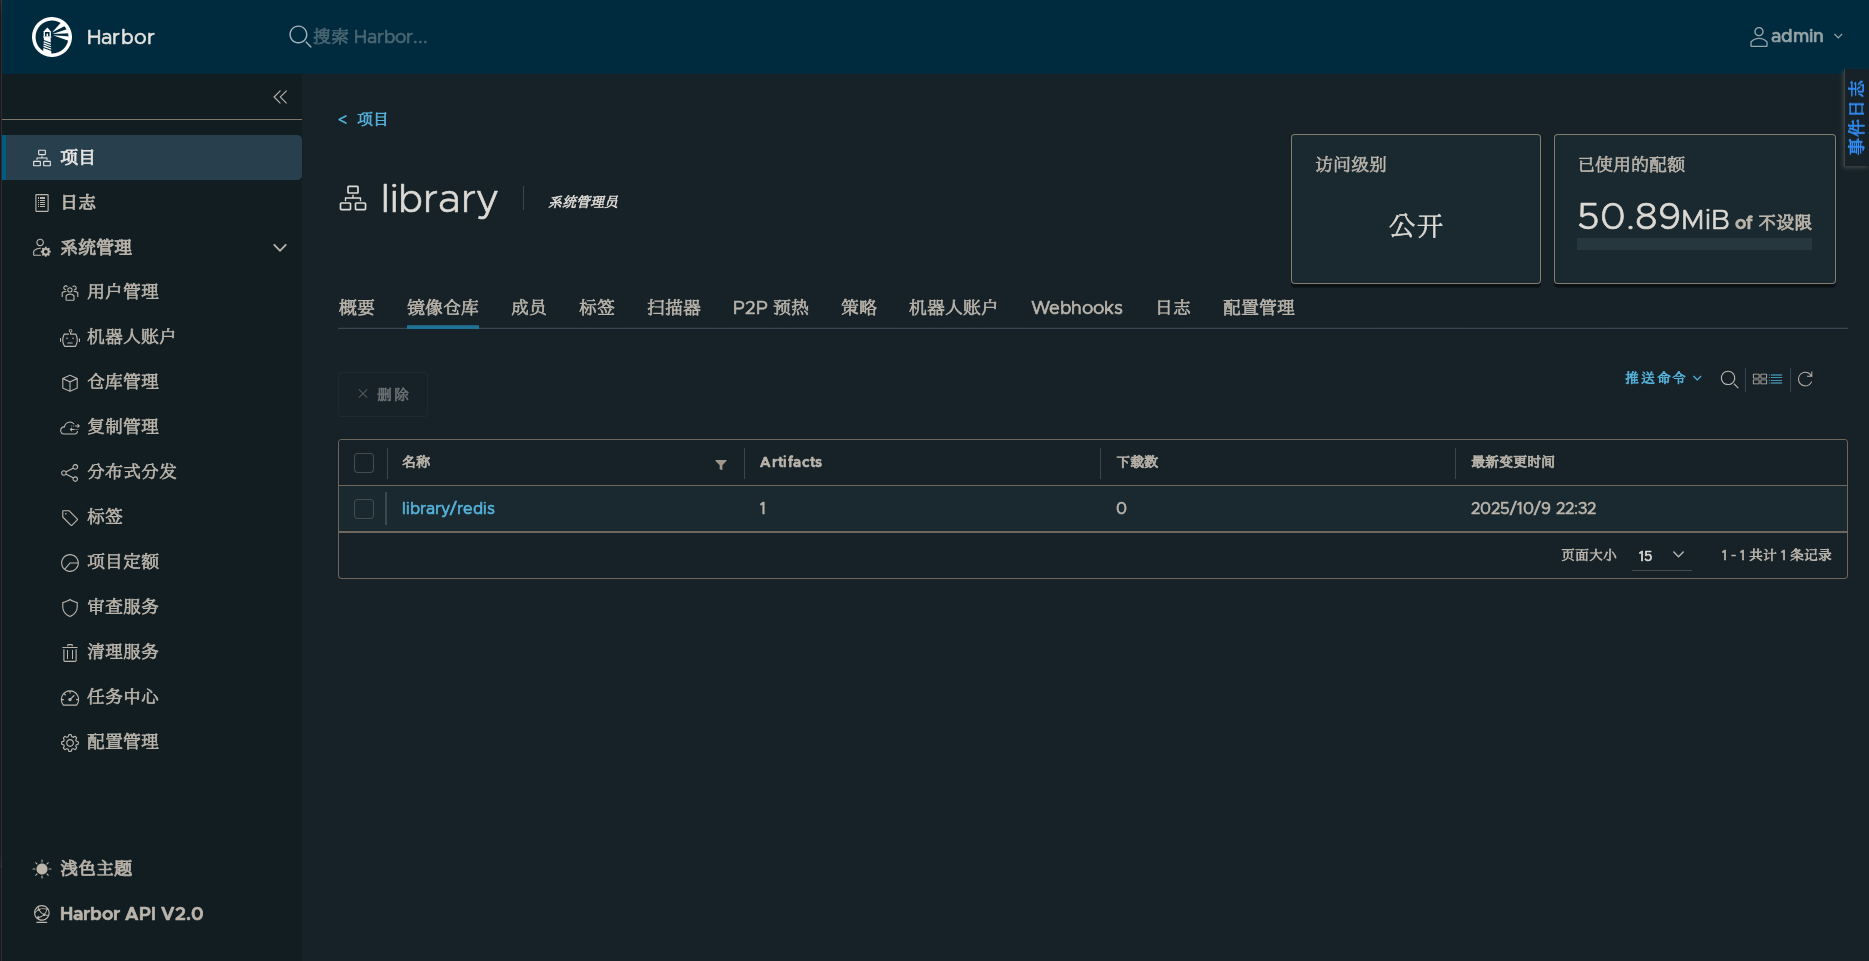 Harbor
搜索 Harbor...
admin
事件日志
项目
日志
系统管理
用户管理
机器人账户
仓库管理
复制管理
分布式分发
标签
项目定额
审查服务
清理服务
任务中心
配置管理
浅色主题
Harbor API V2.0
< 项目
library
系统管理员
访问级别
公开
已使用的配额
50.89MiB of 不设限
概要 镜像仓库 成员 标签 扫描器 P2P 预热 策略 机器人账户 Webhooks 日志 配置管理
删除
推送命令
名称 Artifacts 下载数 最新变更时间
library/redis 1 0 2025/10/9 22:32
页面大小 15 1 - 1 共计 1 条记录